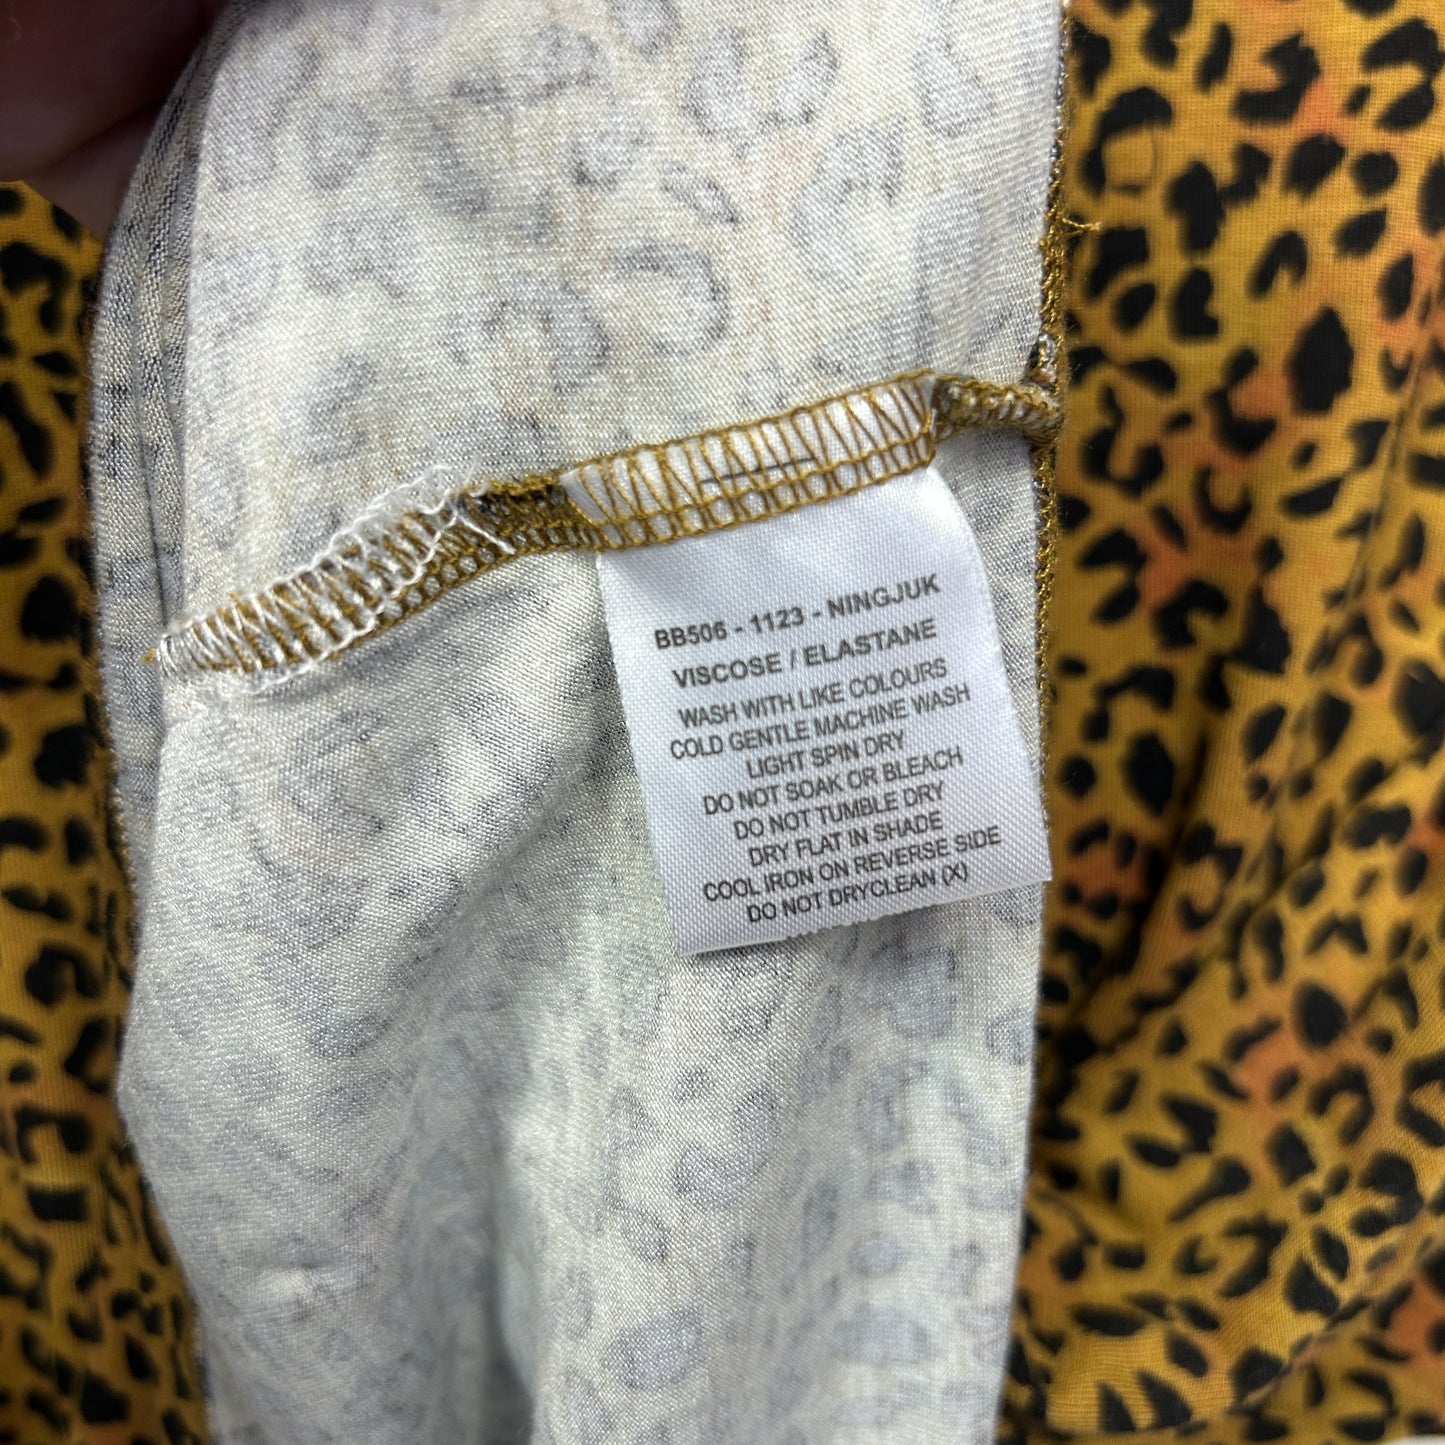 BB506 - 1123 - NINGJUK
VISCOSE / ELASTANE
WASH WITH LIKE COLOURS
COLD GENTLE MACHINE WASH
LIGHT SPIN DRY
DO NOT SOAK OR BLEACH
DO NOT TUMBLE DRY
DRY FLAT IN SHADE
COOL IRON ON REVERSE SIDE
DO NOT DRYCLEAN (X)